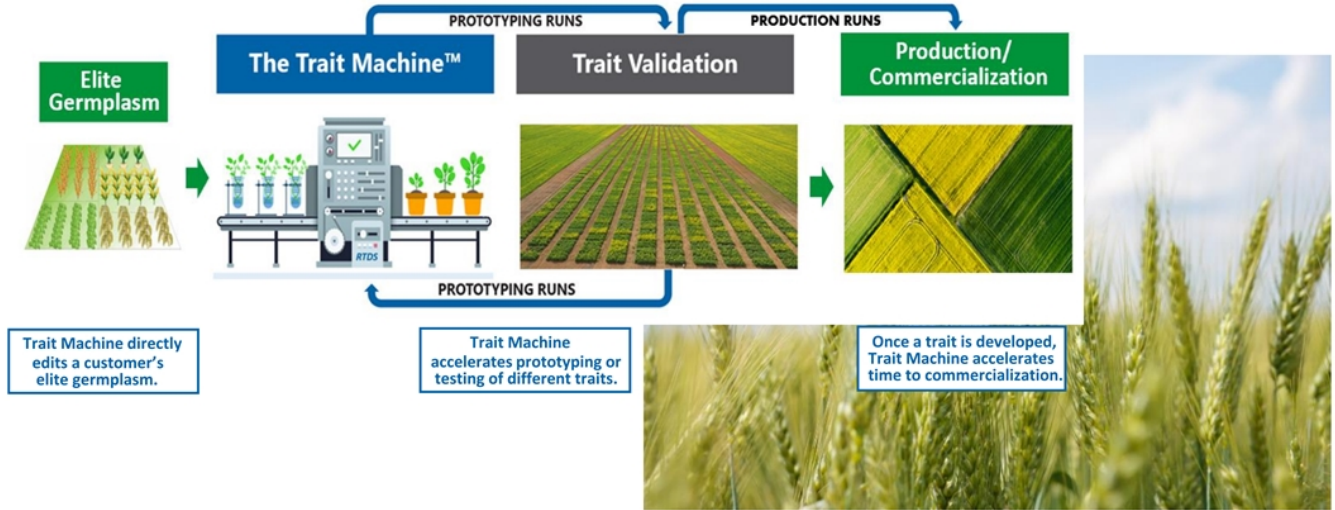 PROTOTYPING RUNS
PRODUCTION RUNS
Elite
Germplasm
The Trait Machine™
Trait Validation
Production/
Commercialization
RTDS
PROTOTYPING RUNS
Trait Machine directly
edits a customer’s
elite germplasm.
Trait Machine
accelerates prototyping or
testing of different traits.
Once a trait is developed,
Trait Machine accelerates
time to commercialization.